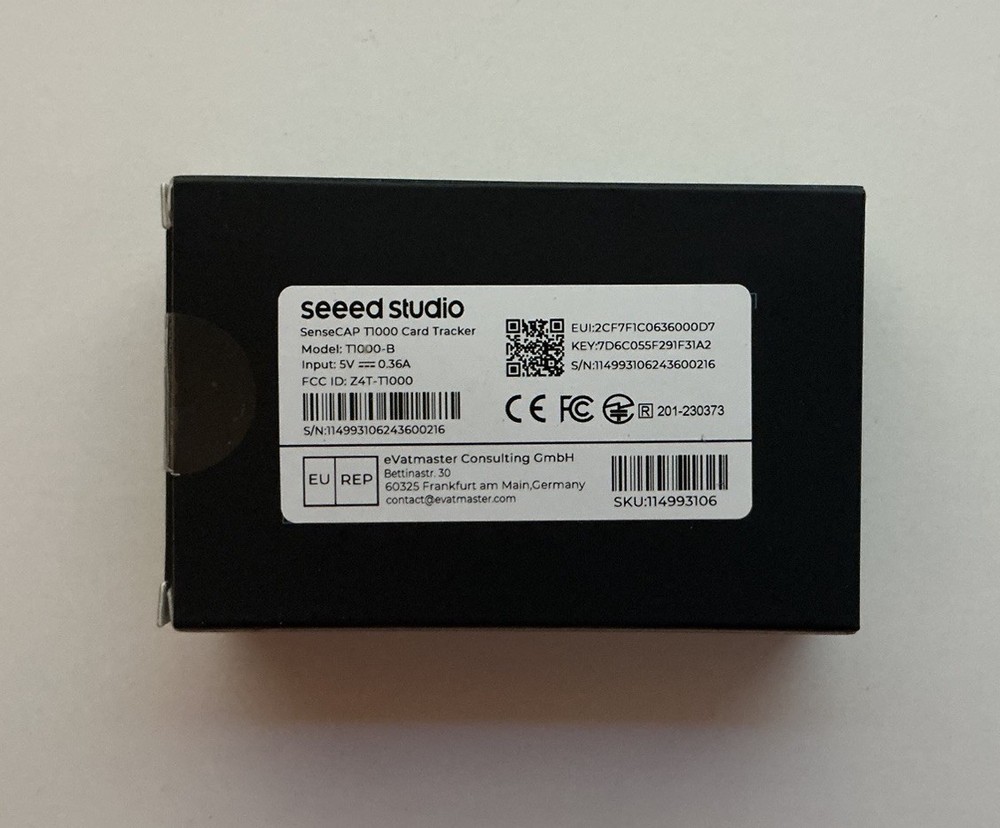 seeed studio
SenseCAP T1000 Card Tracker
Model: T1000-B
Input: 5V ⎓ 0.36A
FCC ID: Z4T-T1000
S/N:114993106243600216
EUI:2CF7F1C0636000D7
KEY:7D6C055F291F31A2
S/N:114993106243600216
CE FC R 201-230373
EU REP
eVatmaster Consulting GmbH
Bettinastr. 30
60325 Frankfurt am Main,Germany
contact@evatmaster.com
SKU:114993106